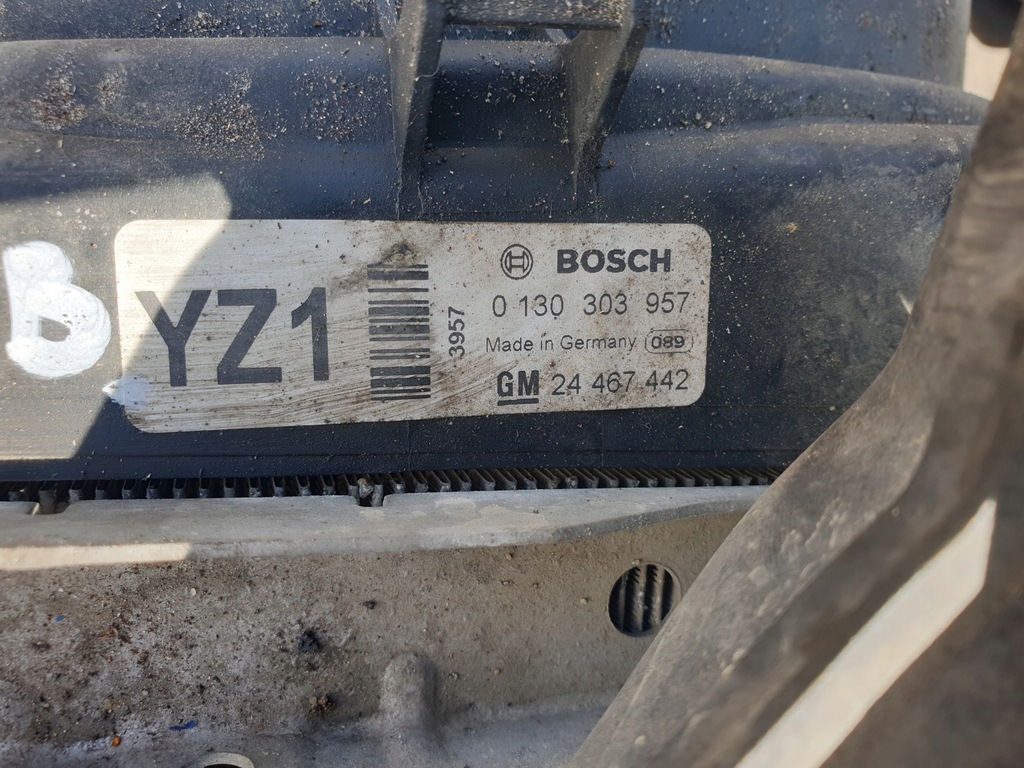 B
YZ1
3957
BOSCH
0 130 303 957
Made in Germany 089
GM 24 467 442